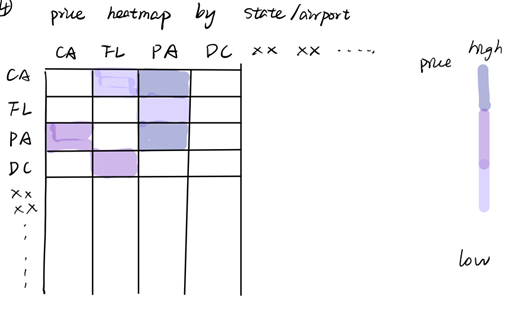 4)
price heatmap by state/airport
CA FL PA DC xx xx .....
price high
CA
FL
PA
DC
xx
xx
low